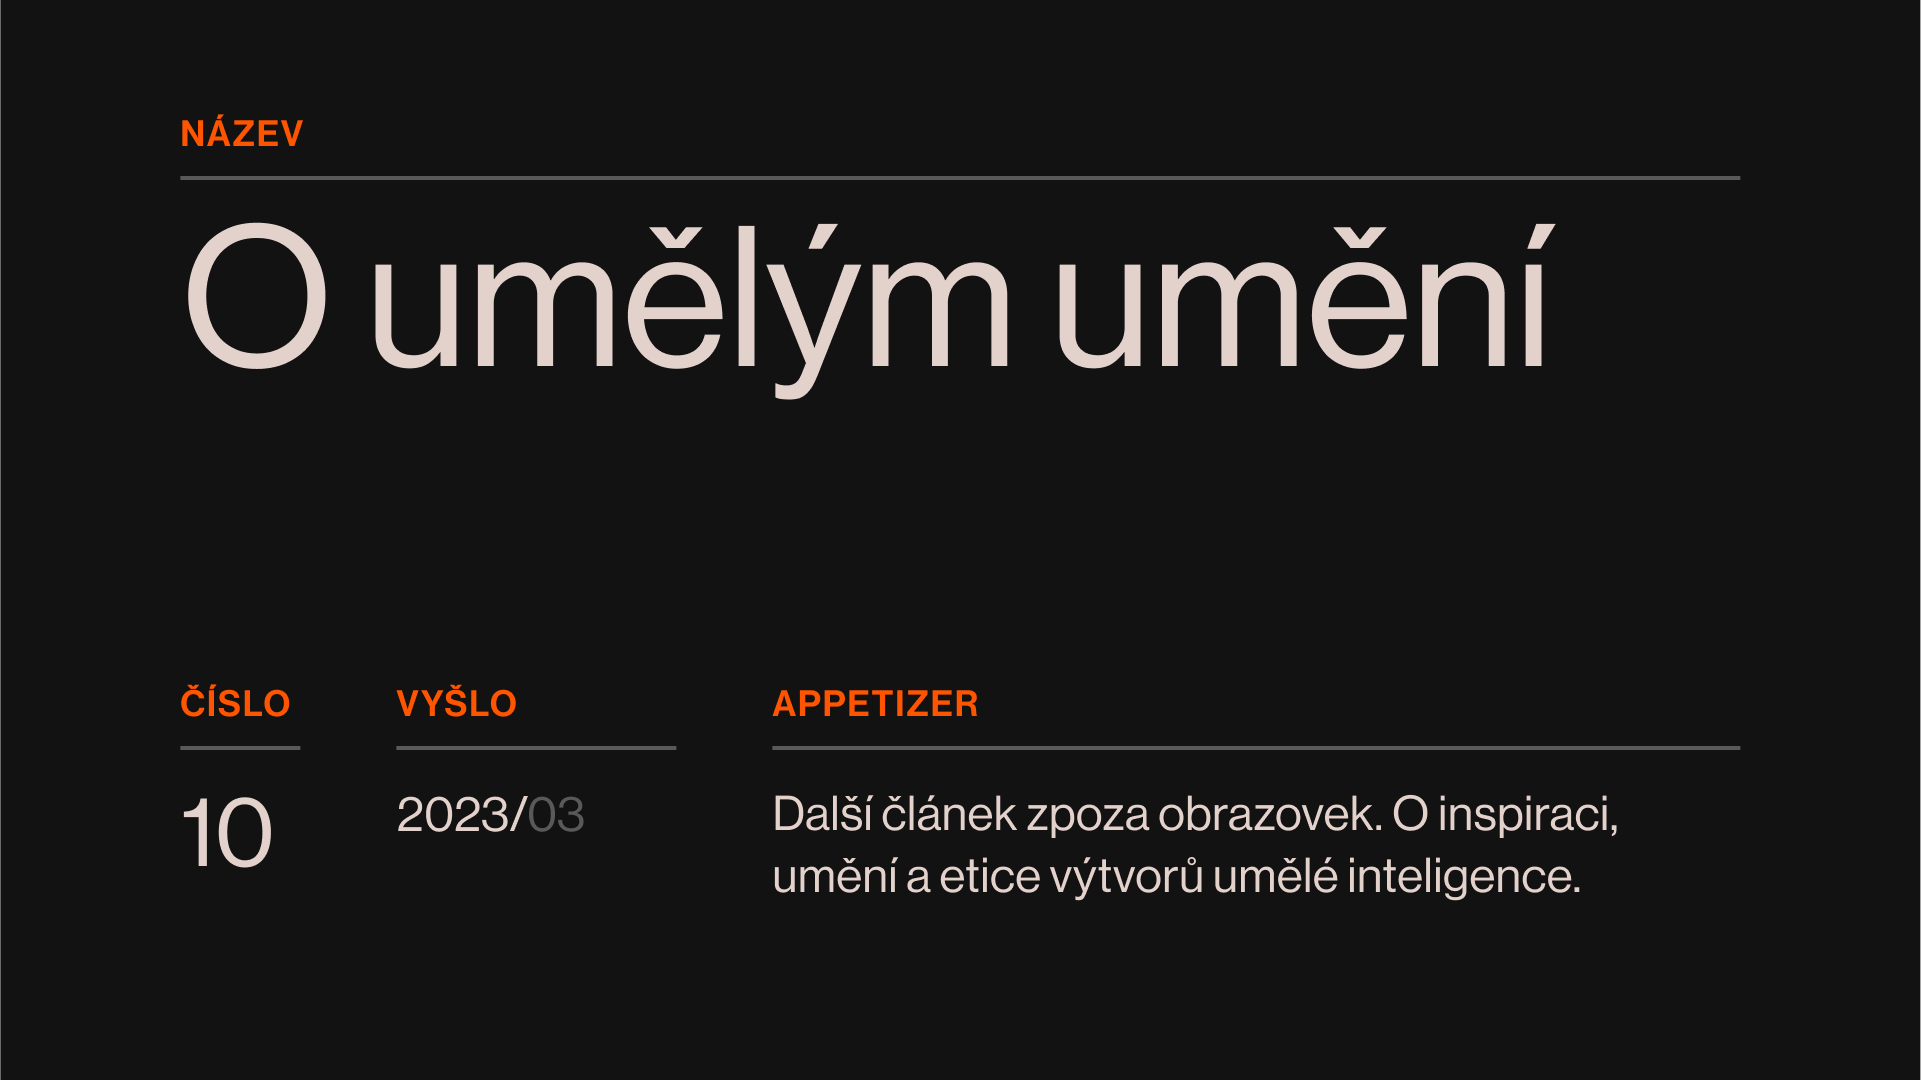 NÁZEV
O umělým umění
ČÍSLO
10
VYŠLO
2023/03
APPETIZER
Další článek zpoza obrazovek. O inspiraci,
umění a etice výtvorů umělé inteligence.